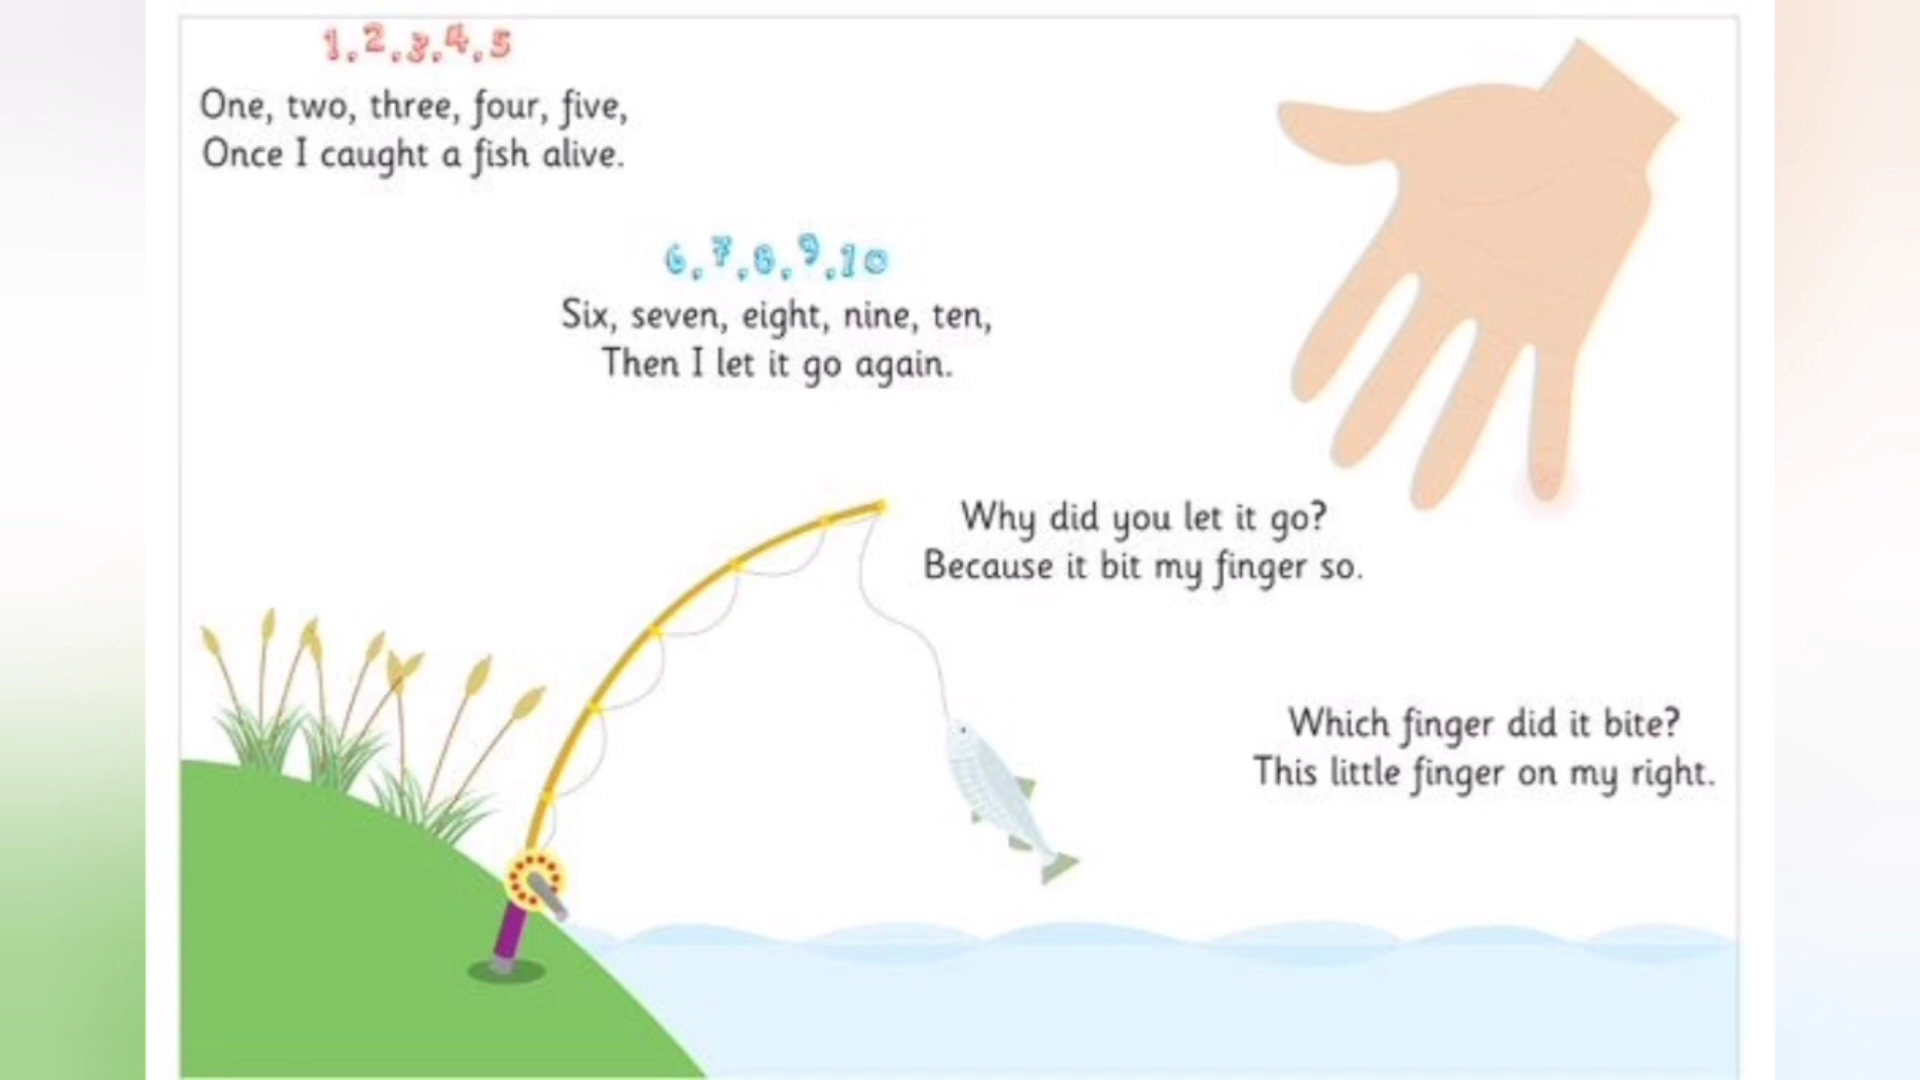 1,2,3,4,5
One, two, three, four, five,
Once I caught a fish alive.
6,7,8,9,10
Six, seven, eight, nine, ten,
Then I let it go again.
Why did you let it go?
Because it bit my finger so.
Which finger did it bite?
This little finger on my right.